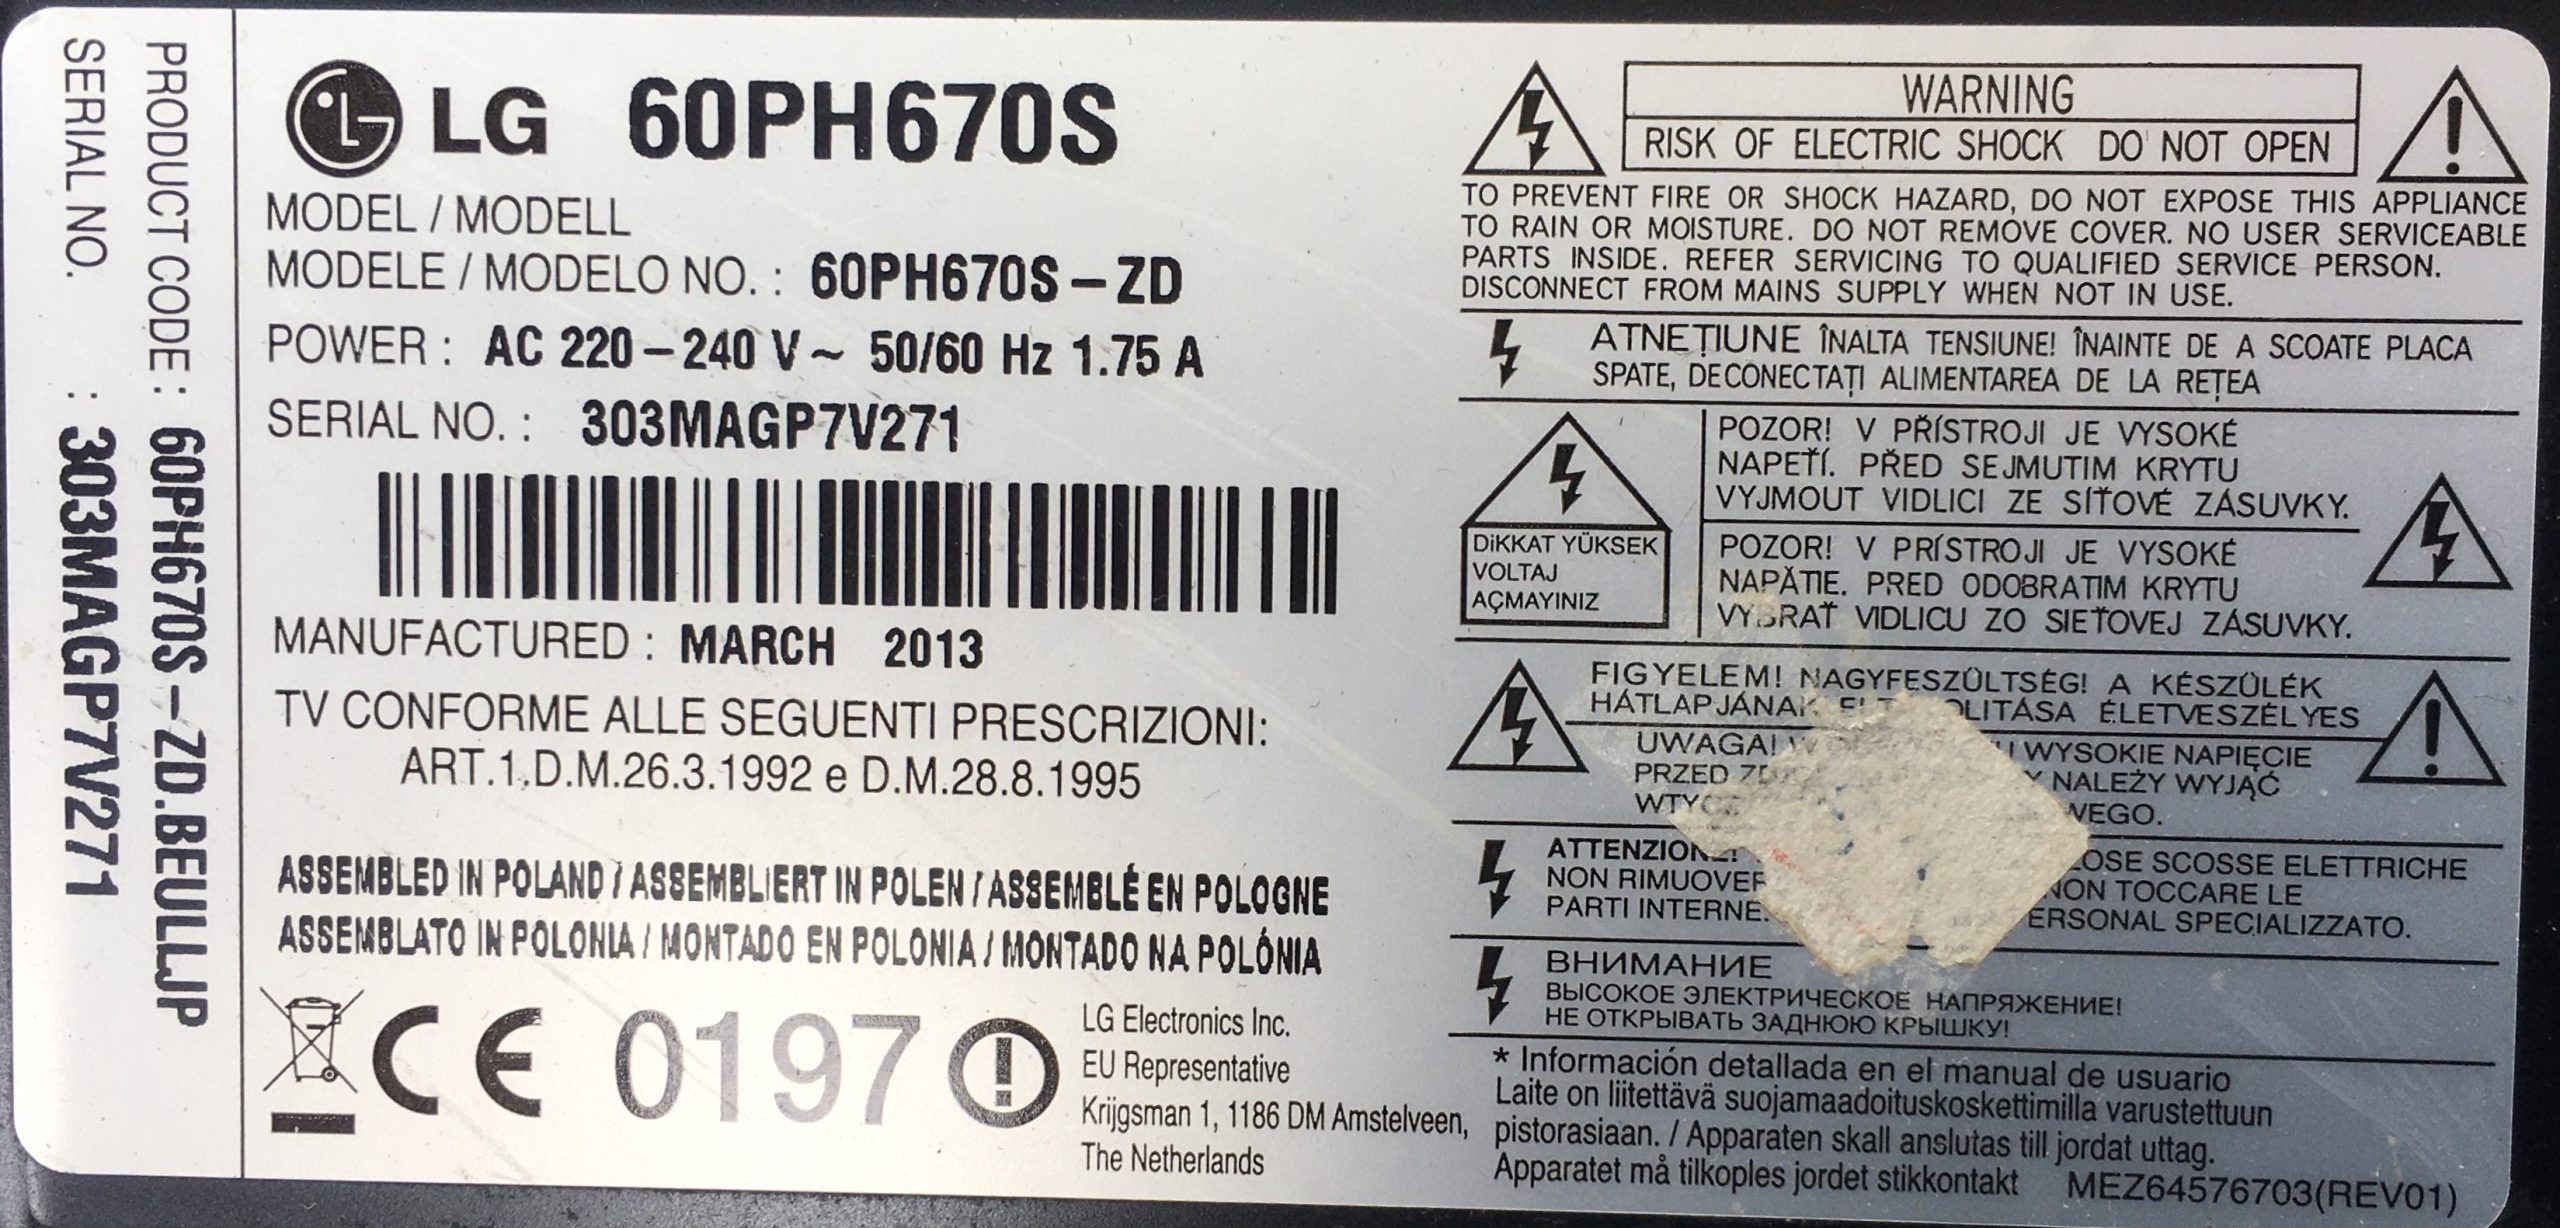 PRODUCT CODE : 60PH670S – ZD.BEULLJP
SERIAL NO. : 303MAGP7V271
LG 60PH670S
MODEL / MODELL
MODELE / MODELO NO. : 60PH670S – ZD
POWER : AC 220 – 240 V ~ 50/60 Hz 1.75 A
SERIAL NO. : 303MAGP7V271
MANUFACTURED : MARCH 2013
TV CONFORME ALLE SEGUENTI PRESCRIZIONI:
ART.1,D.M.26.3.1992 e D.M.28.8.1995
ASSEMBLED IN POLAND / ASSEMBLIERT IN POLEN / ASSEMBLÉ EN POLOGNE
ASSEMBLATO IN POLONIA / MONTADO EN POLONIA / MONTADO NA POLÓNIA
CE 0197
LG Electronics Inc.
EU Representative
Krijgsman 1, 1186 DM Amstelveen,
The Netherlands
WARNING
RISK OF ELECTRIC SHOCK DO NOT OPEN
TO PREVENT FIRE OR SHOCK HAZARD, DO NOT EXPOSE THIS APPLIANCE
TO RAIN OR MOISTURE. DO NOT REMOVE COVER. NO USER SERVICEABLE
PARTS INSIDE. REFER SERVICING TO QUALIFIED SERVICE PERSON.
DISCONNECT FROM MAINS SUPPLY WHEN NOT IN USE.
ATNEȚIUNE ÎNALTA TENSIUNE! ÎNAINTE DE A SCOATE PLACA
SPATE, DECONECTAȚI ALIMENTAREA DE LA REȚEA
DiKKAT YÜKSEK
VOLTAJ
AÇMAYINIZ
POZOR! V PŘÍSTROJI JE VYSOKÉ
NAPETÍ. PŘED SEJMUTIM KRYTU
VYJMOUT VIDLICI ZE SÍŤOVÉ ZÁSUVKY.
POZOR! V PRÍSTROJI JE VYSOKÉ
NAPÄTIE. PRED ODOBRATIM KRYTU
VYBRAŤ VIDLICU ZO SIEŤOVEJ ZÁSUVKY.
FIGYELEM! NAGYFESZÜLTSÉG! A KÉSZÜLÉK
HÁTLAPJÁNAK ÉLETVESZÉLYES
UWAGA! WYSOKIE NAPIĘCIE
PRZED NALEŻY WYJĄĆ
ATTENZIONE! SCOSSE ELETTRICHE
NON RIMUOVER NON TOCCARE LE
PARTI INTERNE. SPECIALIZZATO.
ВНИМАНИЕ
ВЫСОКОЕ ЭЛЕКТРИЧЕСКОЕ НАПРЯЖЕНИЕ!
НЕ ОТКРЫВАТЬ ЗАДНЮЮ КРЫШКУ!
* Información detallada en el manual de usuario
Laite on liitettävä suojamaadoituskoskettimilla varustettuun
pistorasiaan. / Apparaten skall anslutas till jordat uttag.
Apparatet må tilkoples jordet stikkontakt MEZ64576703(REV01)